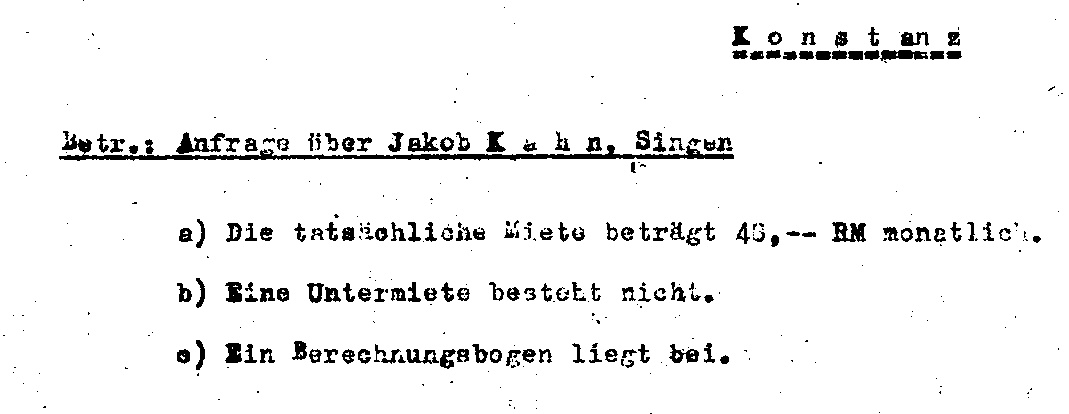 K o n s t anz
Betr.: Anfrage über Jakob K a h n, Singen
a) Die tatsächliche Miete beträgt 45,-- RM monatlich.
b) Eine Untermiete besteht nicht.
c) Ein Berechnungsbogen liegt bei.